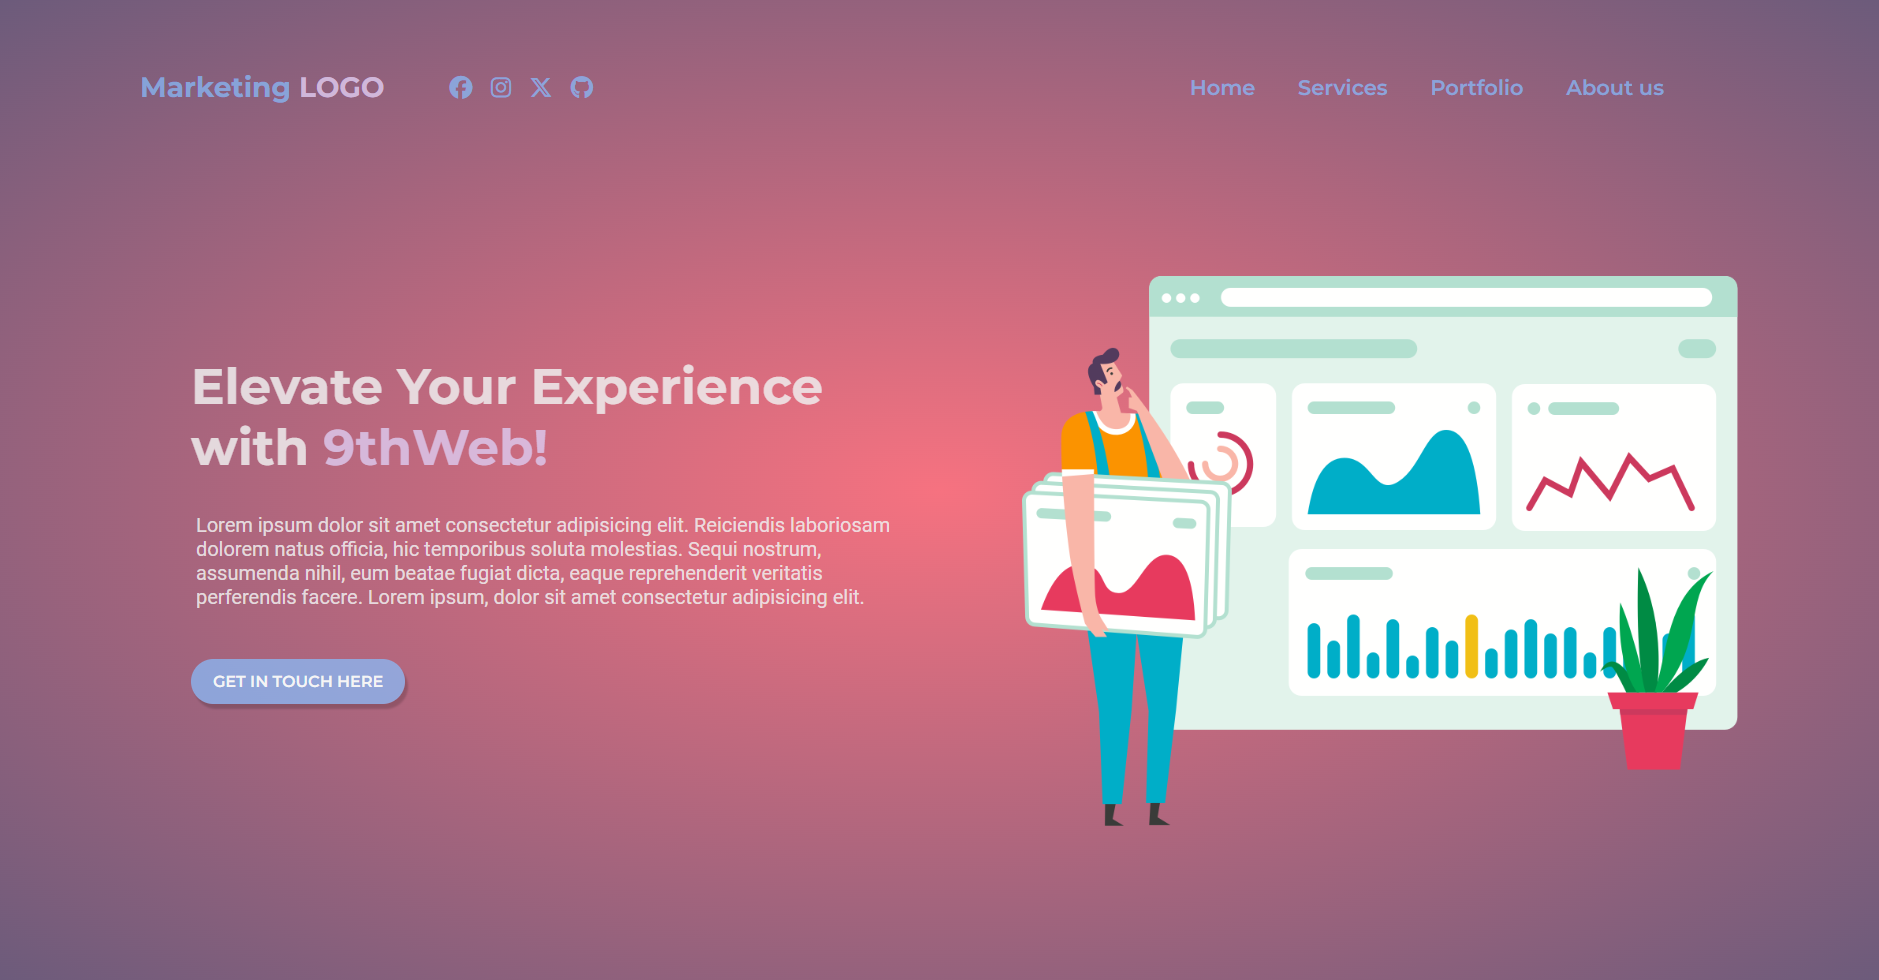 Marketing LOGO
Home Services Portfolio About us
Elevate Your Experience
with 9thWeb!
Lorem ipsum dolor sit amet consectetur adipisicing elit. Reiciendis laboriosam
dolorem natus officia, hic temporibus soluta molestias. Sequi nostrum,
assumenda nihil, eum beatae fugiat dicta, eaque reprehenderit veritatis
perferendis facere. Lorem ipsum, dolor sit amet consectetur adipisicing elit.
GET IN TOUCH HERE